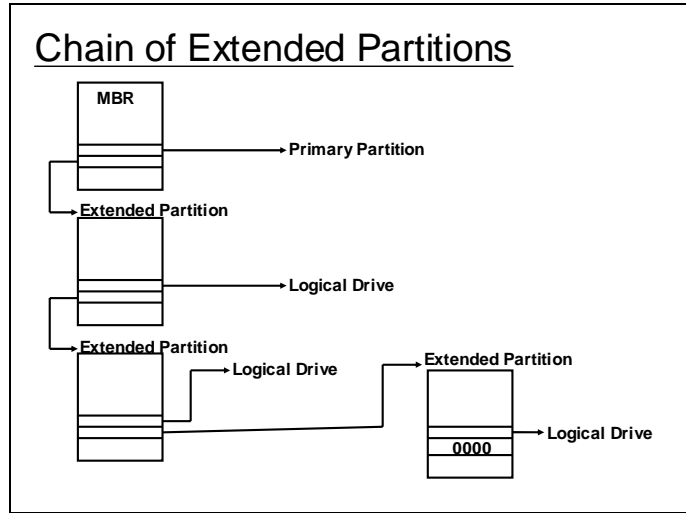 Chain of Extended Partitions
MBR
Primary Partition
Extended Partition
Logical Drive
Extended Partition
Logical Drive
Extended Partition
Logical Drive
0000